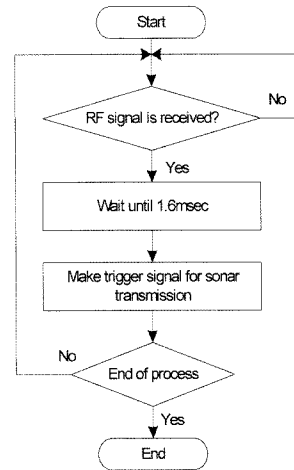 Start
RF signal is received?
No
Yes
Wait until 1.6msec
Make trigger signal for sonar
transmission
No
End of process
Yes
End